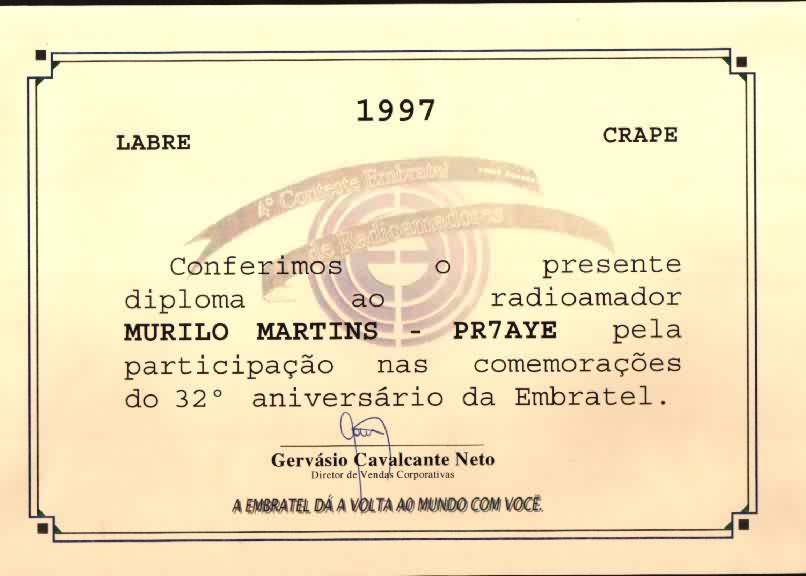 1997
LABRE CRAPE
4° Conteste Embratel
de Radioamadores
Conferimos o presente
diploma ao radioamador
MURILO MARTINS - PR7AYE pela
participação nas comemorações
do 32° aniversário da Embratel.
Gervásio Cavalcante Neto
Diretor de Vendas Corporativas
A EMBRATEL DÁ A VOLTA AO MUNDO COM VOCÊ.